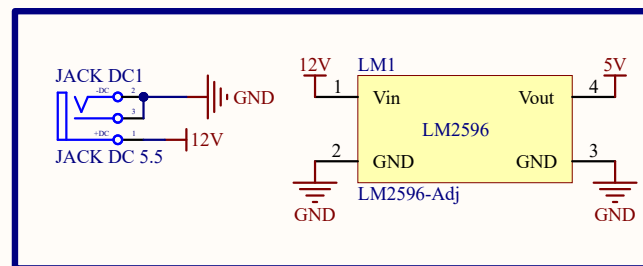 JACK DC1
-DC 2
GND
3
+DC 1
12V
JACK DC 5.5
12V
LM1
5V
1
Vin
Vout
4
LM2596
2
GND
GND
3
LM2596-Adj
GND
GND